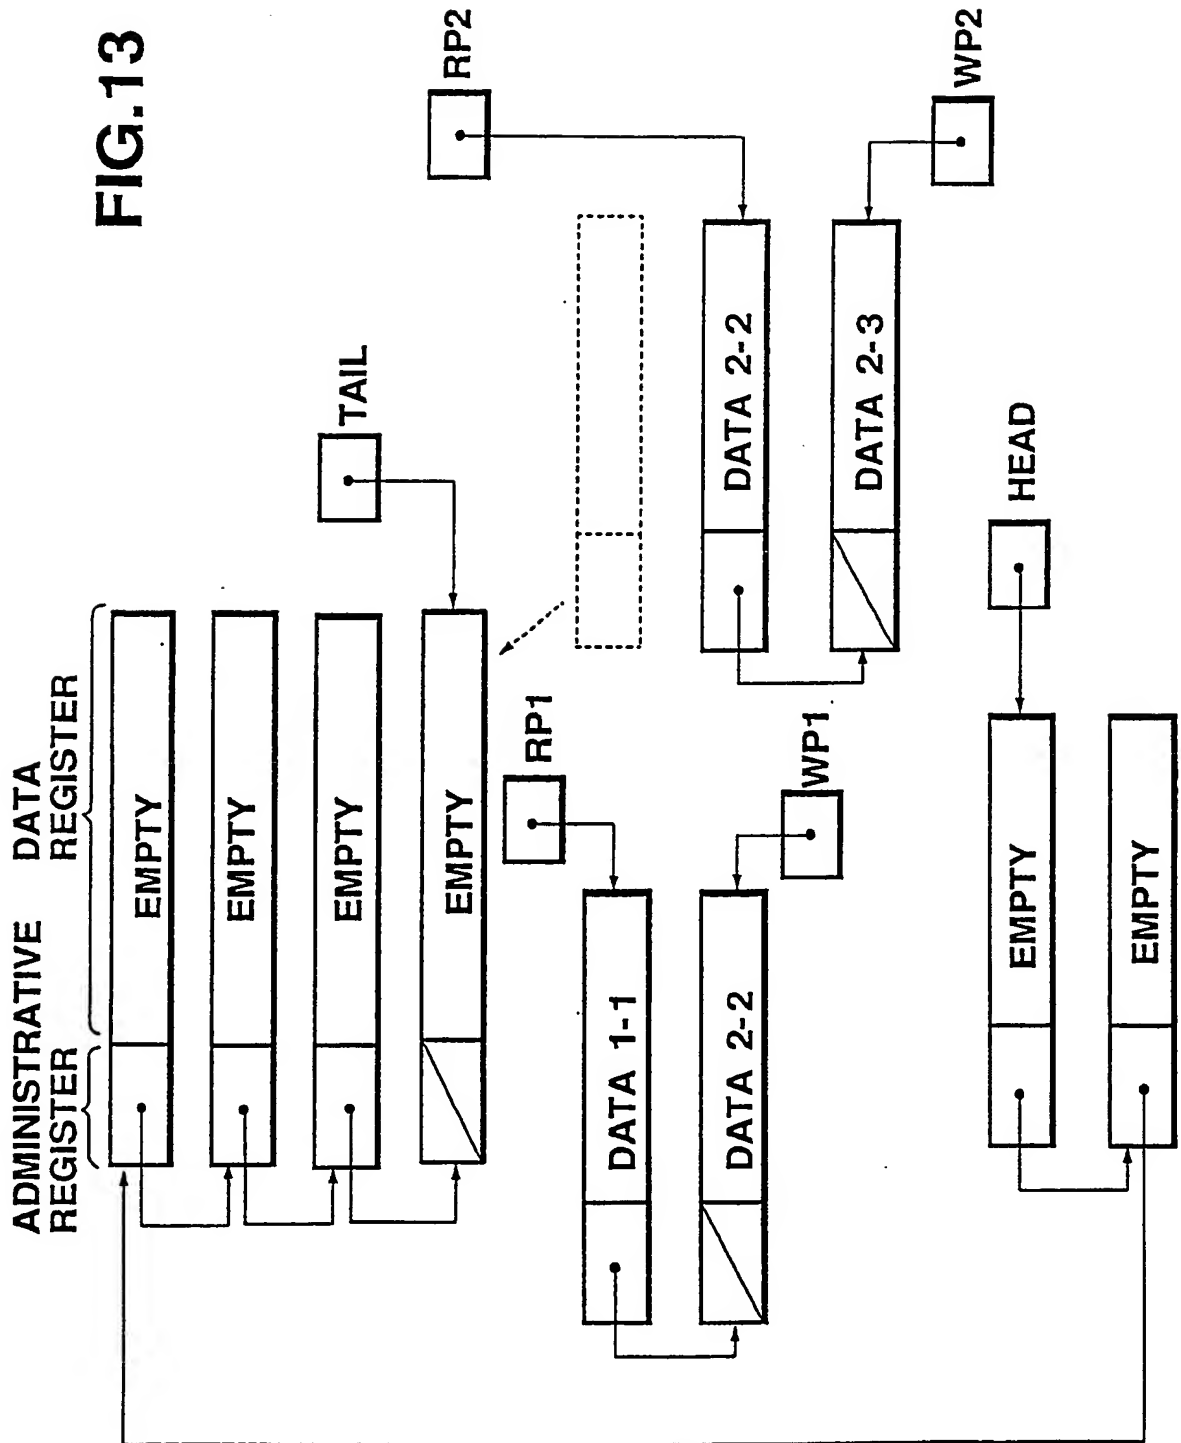 FIG.13
ADMINISTRATIVE
REGISTER
DATA
REGISTER
EMPTY
EMPTY
EMPTY
EMPTY
TAIL
RP1
DATA 1-1
DATA 2-2
WP1
RP2
DATA 2-2
DATA 2-3
WP2
HEAD
EMPTY
EMPTY